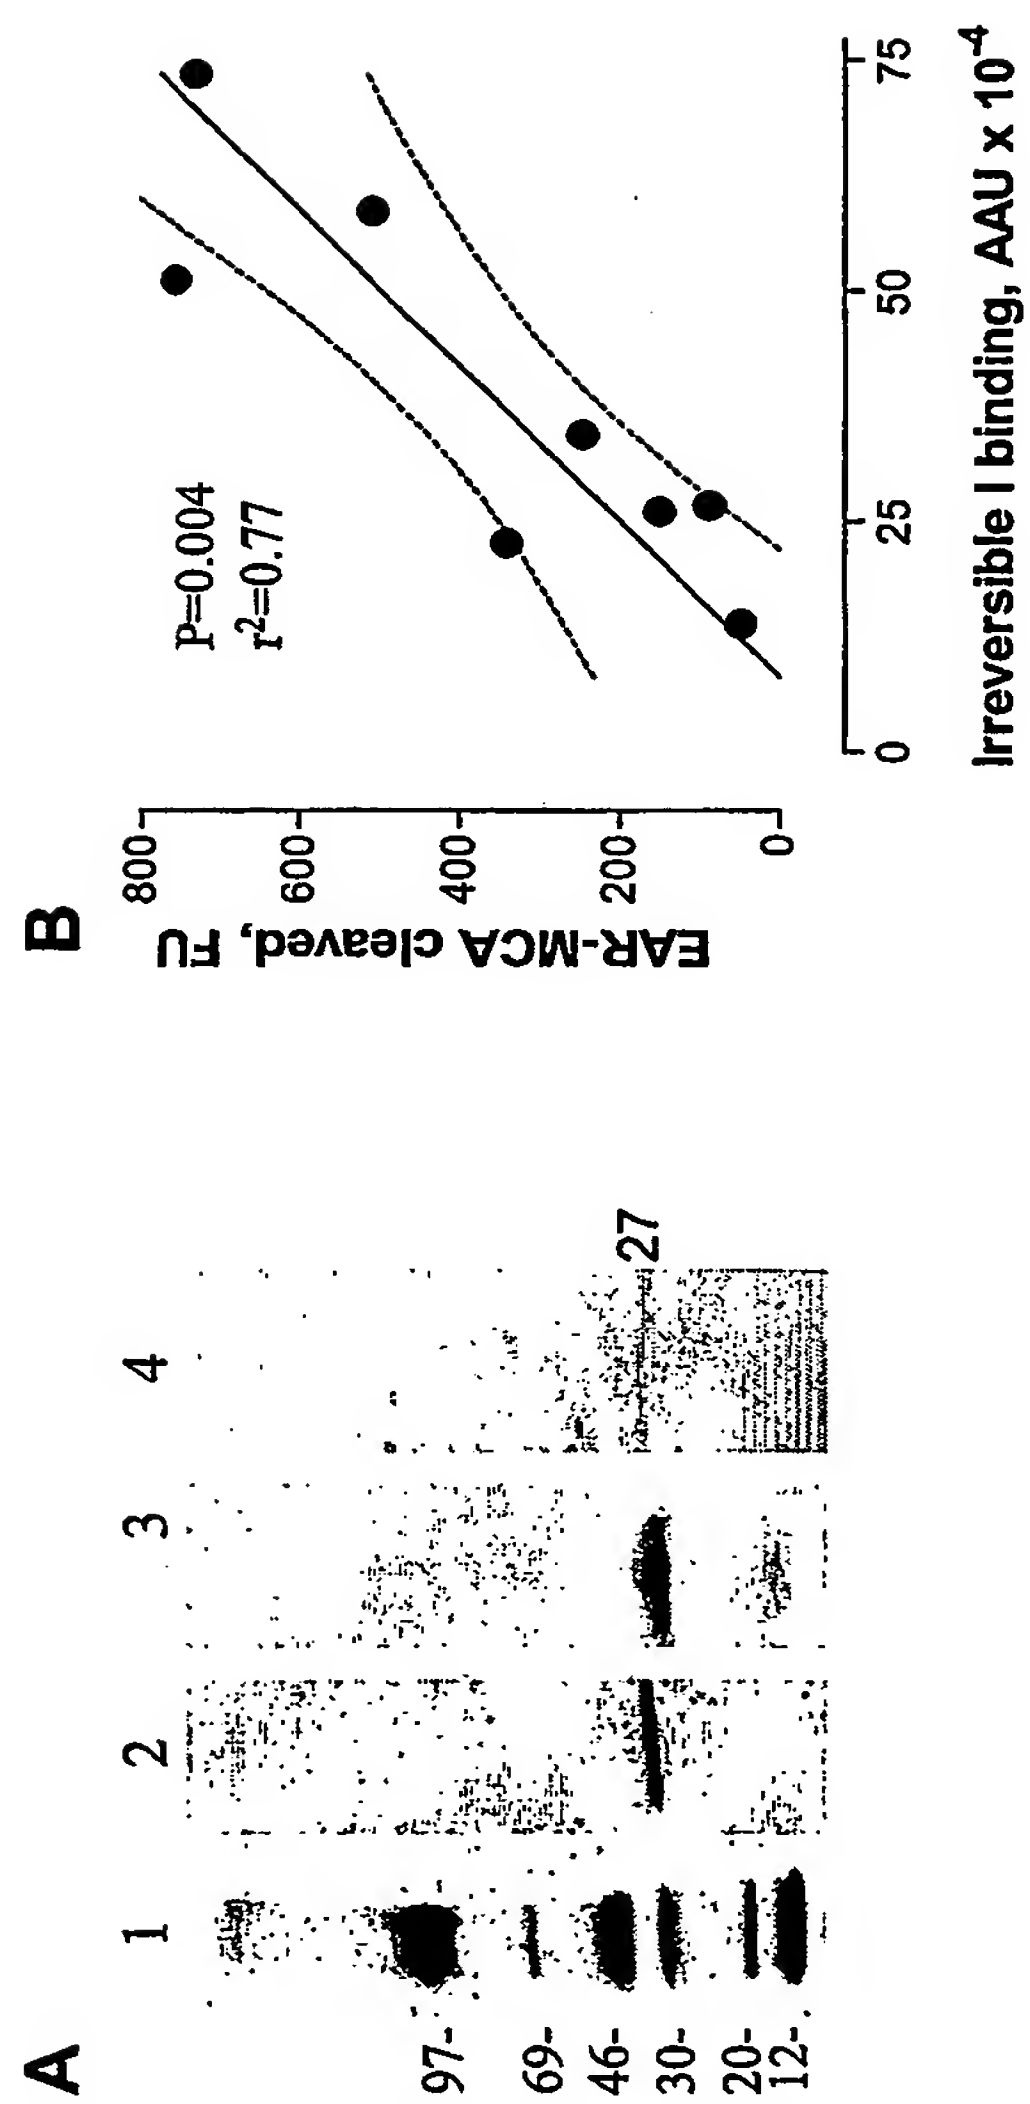 A
1 2 3 4
97-
69-
46-
30-
20-
12-
27
B
P=0.004
r²=0.77
EAR-MCA cleaved, FU
800
600
400
200
0
0 25 50 75
Irreversible I binding, AAU x 10⁻⁴